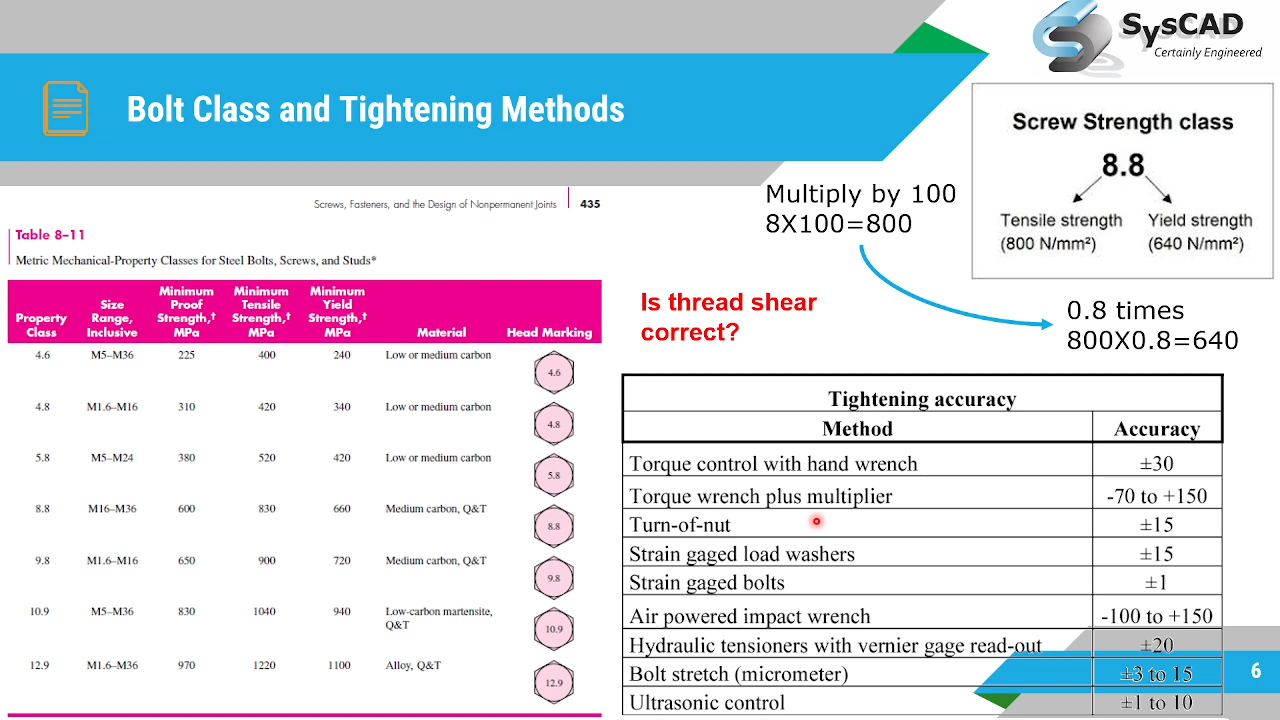 SysCAD
Certainly Engineered
Bolt Class and Tightening Methods
Screw Strength class
8.8
Tensile strength Yield strength
(800 N/mm²) (640 N/mm²)
Multiply by 100
8X100=800
0.8 times
800X0.8=640
Is thread shear
correct?
Screws, Fasteners, and the Design of Nonpermanent Joints 435
Table 8–11
Metric Mechanical-Property Classes for Steel Bolts, Screws, and Studs*
Property Class Size Range, Inclusive Minimum Proof Strength,† MPa Minimum Tensile Strength,† MPa Minimum Yield Strength,† MPa Material Head Marking
4.6 M5–M36 225 400 240 Low or medium carbon 4.6
4.8 M1.6–M16 310 420 340 Low or medium carbon 4.8
5.8 M5–M24 380 520 420 Low or medium carbon 5.8
8.8 M16–M36 600 830 660 Medium carbon, Q&T 8.8
9.8 M1.6–M16 650 900 720 Medium carbon, Q&T 9.8
10.9 M5–M36 830 1040 940 Low-carbon martensite, Q&T 10.9
12.9 M1.6–M36 970 1220 1100 Alloy, Q&T 12.9
Tightening accuracy
Method Accuracy
Torque control with hand wrench ±30
Torque wrench plus multiplier -70 to +150
Turn-of-nut ±15
Strain gaged load washers ±15
Strain gaged bolts ±1
Air powered impact wrench -100 to +150
Hydraulic tensioners with vernier gage read-out ±20
Bolt stretch (micrometer) ±3 to 15
Ultrasonic control ±1 to 10
6